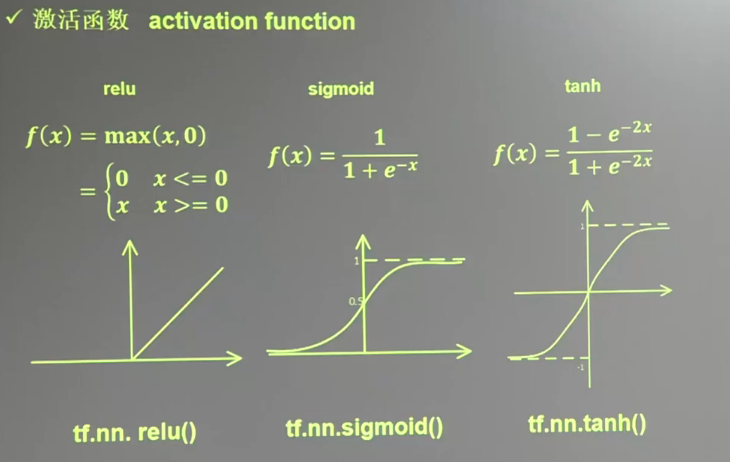 ✓ 激活函数 activation function
relu
f(x) = max(x, 0)
= {0 x <= 0
x x >= 0
sigmoid
f(x) = 1 / (1 + e^{-x})
1
0.5
tanh
f(x) = (1 − e^{-2x}) / (1 + e^{-2x})
1
-1
tf.nn. relu()
tf.nn.sigmoid()
tf.nn.tanh()